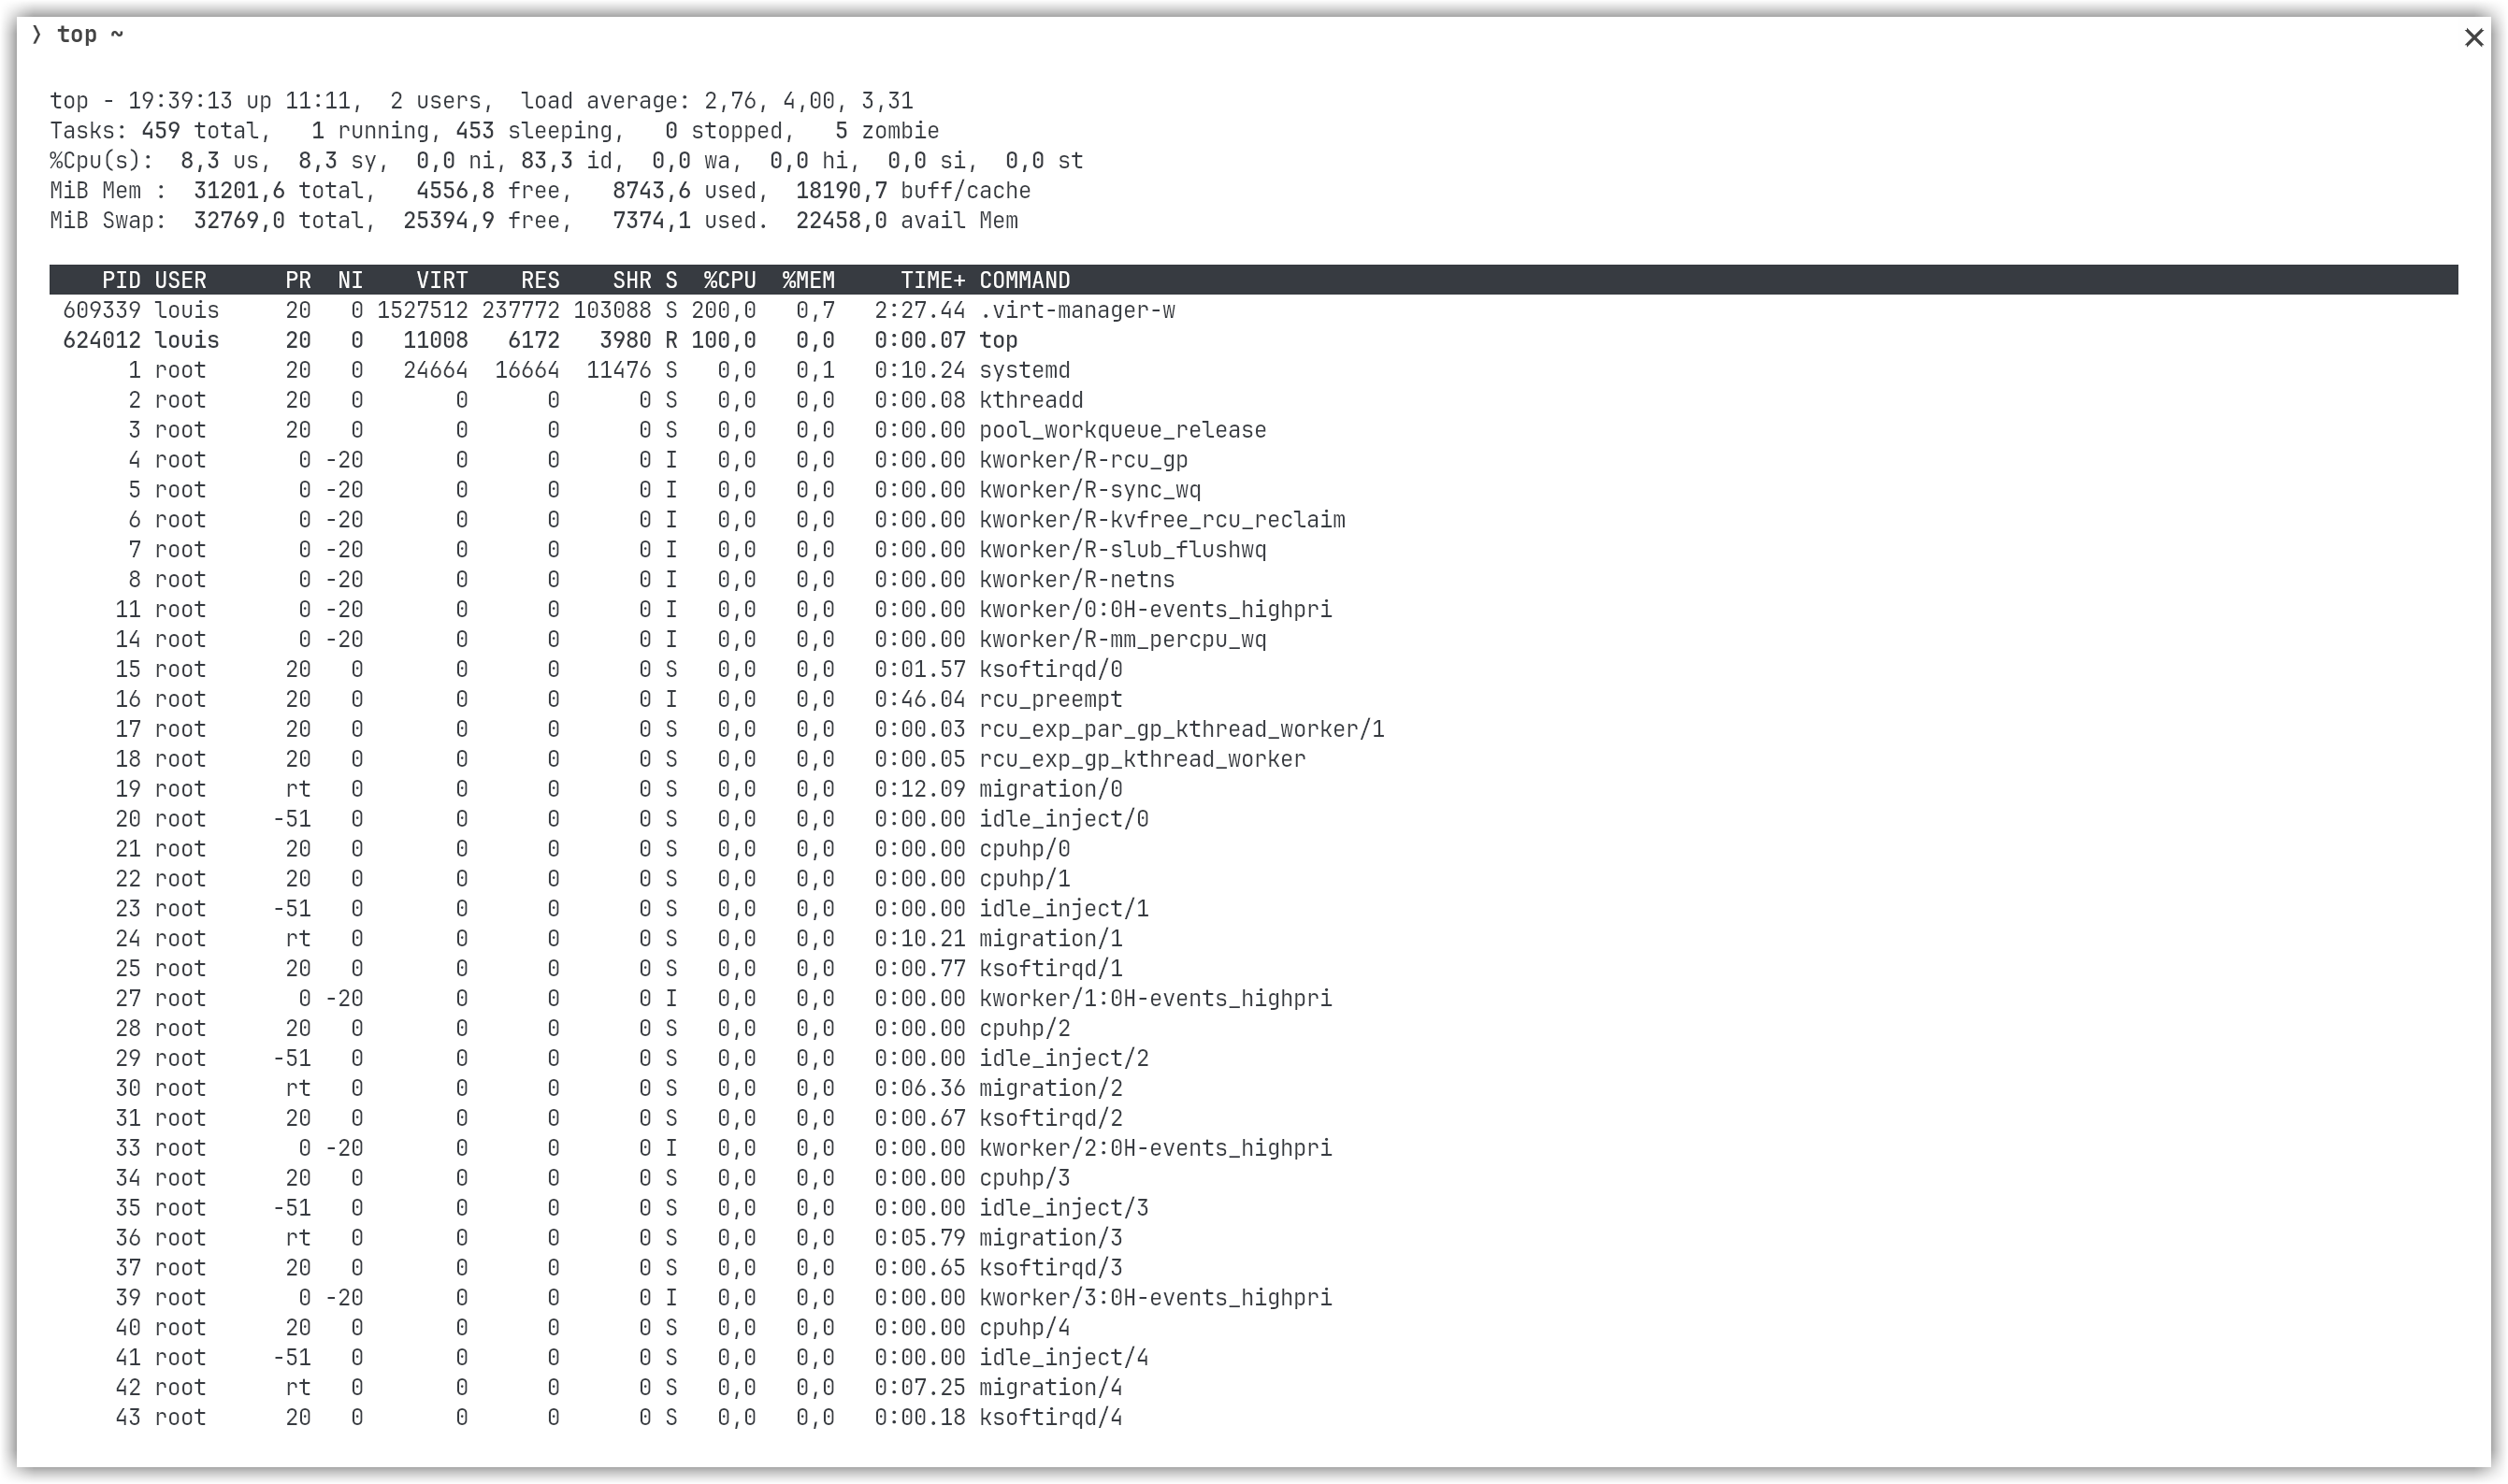 ❯ top ~
top - 19:39:13 up 11:11,  2 users,  load average: 2,76, 4,00, 3,31
Tasks: 459 total,   1 running, 453 sleeping,   0 stopped,   5 zombie
%Cpu(s):  8,3 us,  8,3 sy,  0,0 ni, 83,3 id,  0,0 wa,  0,0 hi,  0,0 si,  0,0 st
MiB Mem :  31201,6 total,   4556,8 free,   8743,6 used,  18190,7 buff/cache
MiB Swap:  32769,0 total,  25394,9 free,   7374,1 used.  22458,0 avail Mem
    PID USER      PR  NI    VIRT    RES    SHR S  %CPU  %MEM     TIME+ COMMAND
 609339 louis     20   0 1527512 237772 103088 S 200,0   0,7   2:27.44 .virt-manager-w
 624012 louis     20   0   11008   6172   3980 R 100,0   0,0   0:00.07 top
      1 root      20   0   24664  16664  11476 S   0,0   0,1   0:10.24 systemd
      2 root      20   0       0      0      0 S   0,0   0,0   0:00.08 kthreadd
      3 root      20   0       0      0      0 S   0,0   0,0   0:00.00 pool_workqueue_release
      4 root       0 -20       0      0      0 I   0,0   0,0   0:00.00 kworker/R-rcu_gp
      5 root       0 -20       0      0      0 I   0,0   0,0   0:00.00 kworker/R-sync_wq
      6 root       0 -20       0      0      0 I   0,0   0,0   0:00.00 kworker/R-kvfree_rcu_reclaim
      7 root       0 -20       0      0      0 I   0,0   0,0   0:00.00 kworker/R-slub_flushwq
      8 root       0 -20       0      0      0 I   0,0   0,0   0:00.00 kworker/R-netns
     11 root       0 -20       0      0      0 I   0,0   0,0   0:00.00 kworker/0:0H-events_highpri
     14 root       0 -20       0      0      0 I   0,0   0,0   0:00.00 kworker/R-mm_percpu_wq
     15 root      20   0       0      0      0 S   0,0   0,0   0:01.57 ksoftirqd/0
     16 root      20   0       0      0      0 I   0,0   0,0   0:46.04 rcu_preempt
     17 root      20   0       0      0      0 S   0,0   0,0   0:00.03 rcu_exp_par_gp_kthread_worker/1
     18 root      20   0       0      0      0 S   0,0   0,0   0:00.05 rcu_exp_gp_kthread_worker
     19 root      rt   0       0      0      0 S   0,0   0,0   0:12.09 migration/0
     20 root     -51   0       0      0      0 S   0,0   0,0   0:00.00 idle_inject/0
     21 root      20   0       0      0      0 S   0,0   0,0   0:00.00 cpuhp/0
     22 root      20   0       0      0      0 S   0,0   0,0   0:00.00 cpuhp/1
     23 root     -51   0       0      0      0 S   0,0   0,0   0:00.00 idle_inject/1
     24 root      rt   0       0      0      0 S   0,0   0,0   0:10.21 migration/1
     25 root      20   0       0      0      0 S   0,0   0,0   0:00.77 ksoftirqd/1
     27 root       0 -20       0      0      0 I   0,0   0,0   0:00.00 kworker/1:0H-events_highpri
     28 root      20   0       0      0      0 S   0,0   0,0   0:00.00 cpuhp/2
     29 root     -51   0       0      0      0 S   0,0   0,0   0:00.00 idle_inject/2
     30 root      rt   0       0      0      0 S   0,0   0,0   0:06.36 migration/2
     31 root      20   0       0      0      0 S   0,0   0,0   0:00.67 ksoftirqd/2
     33 root       0 -20       0      0      0 I   0,0   0,0   0:00.00 kworker/2:0H-events_highpri
     34 root      20   0       0      0      0 S   0,0   0,0   0:00.00 cpuhp/3
     35 root     -51   0       0      0      0 S   0,0   0,0   0:00.00 idle_inject/3
     36 root      rt   0       0      0      0 S   0,0   0,0   0:05.79 migration/3
     37 root      20   0       0      0      0 S   0,0   0,0   0:00.65 ksoftirqd/3
     39 root       0 -20       0      0      0 I   0,0   0,0   0:00.00 kworker/3:0H-events_highpri
     40 root      20   0       0      0      0 S   0,0   0,0   0:00.00 cpuhp/4
     41 root     -51   0       0      0      0 S   0,0   0,0   0:00.00 idle_inject/4
     42 root      rt   0       0      0      0 S   0,0   0,0   0:07.25 migration/4
     43 root      20   0       0      0      0 S   0,0   0,0   0:00.18 ksoftirqd/4